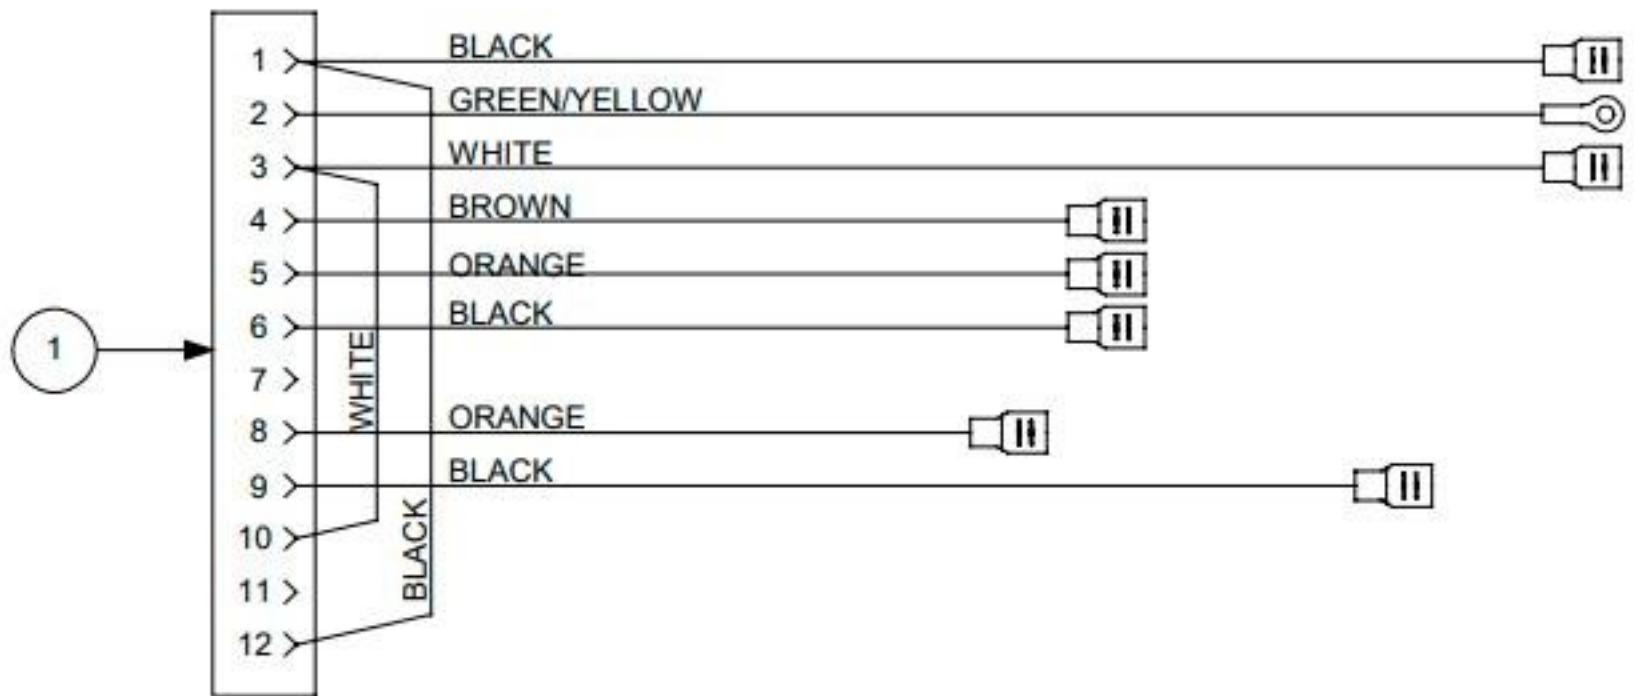 1 BLACK
2 GREEN/YELLOW
3 WHITE
4 BROWN
5 ORANGE
6 BLACK
1
7
WHITE
8 ORANGE
9 BLACK
10
BLACK
11
12